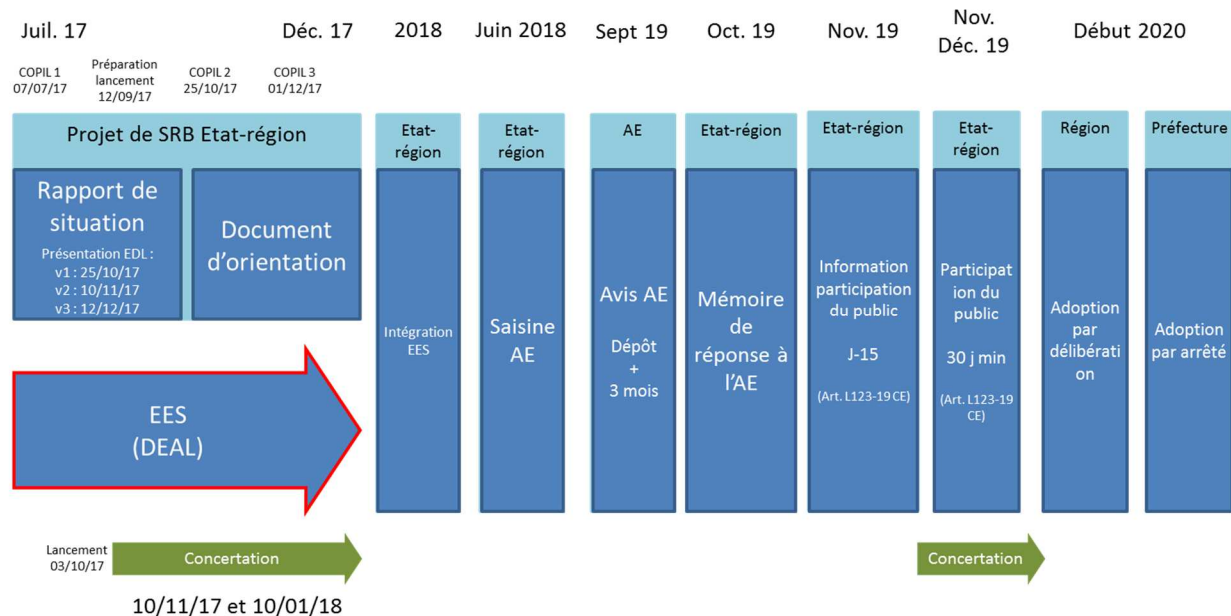 Juil. 17
Déc. 17
2018
Juin 2018
Sept 19
Oct. 19
Nov. 19
Nov.
Déc. 19
Début 2020
COPIL 1
07/07/17
Préparation
lancement
12/09/17
COPIL 2
25/10/17
COPIL 3
01/12/17
Projet de SRB Etat-région
Etat-
région
Etat-
région
AE
Etat-région
Etat-région
Etat-
région
Région
Préfecture
Rapport de
situation
Présentation EDL :
v1 : 25/10/17
v2 : 10/11/17
v3 : 12/12/17
Document
d'orientation
Intégration
EES
Saisine
AE
Avis AE
Dépôt
+
3 mois
Mémoire
de
réponse à
l'AE
Information
participation
du public
J-15
(Art. L123-19 CE)
Participat
ion du
public
30 j min
(Art. L123-19
CE)
Adoption
par
délibérati
on
Adoption
par arrêté
EES
(DEAL)
Lancement
03/10/17
Concertation
Concertation
10/11/17 et 10/01/18